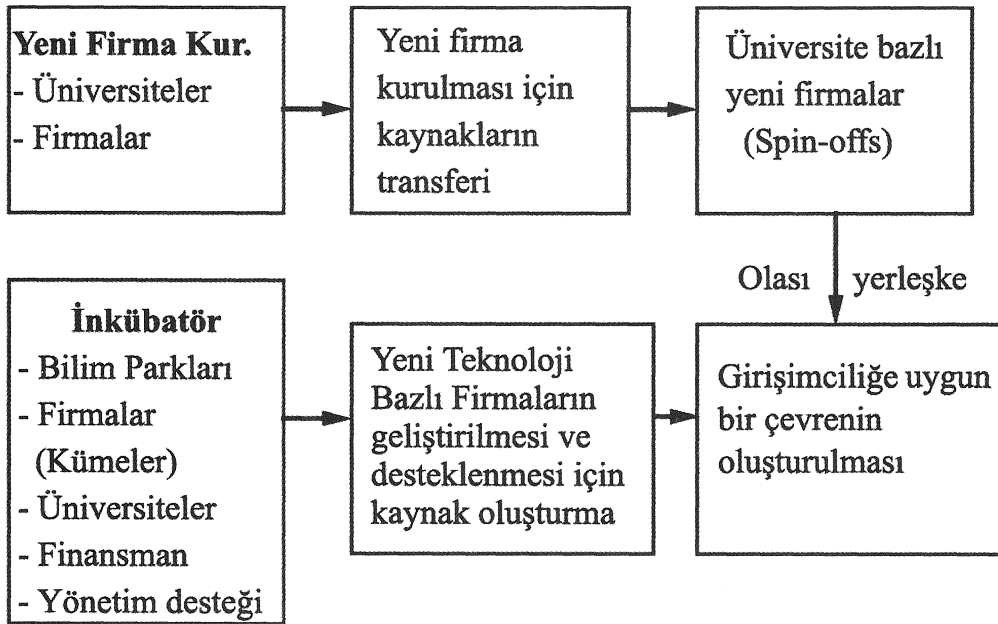 Yeni Firma Kur.
- Üniversiteler
- Firmalar
Yeni firma
kurulması için
kaynakların
transferi
Üniversite bazlı
yeni firmalar
(Spin-offs)
Olası yerleşke
İnkübatör
- Bilim Parkları
- Firmalar
(Kümeler)
- Üniversiteler
- Finansman
- Yönetim desteği
Yeni Teknoloji
Bazlı Firmaların
geliştirilmesi ve
desteklenmesi için
kaynak oluşturma
Girişimciliğe uygun
bir çevrenin
oluşturulması